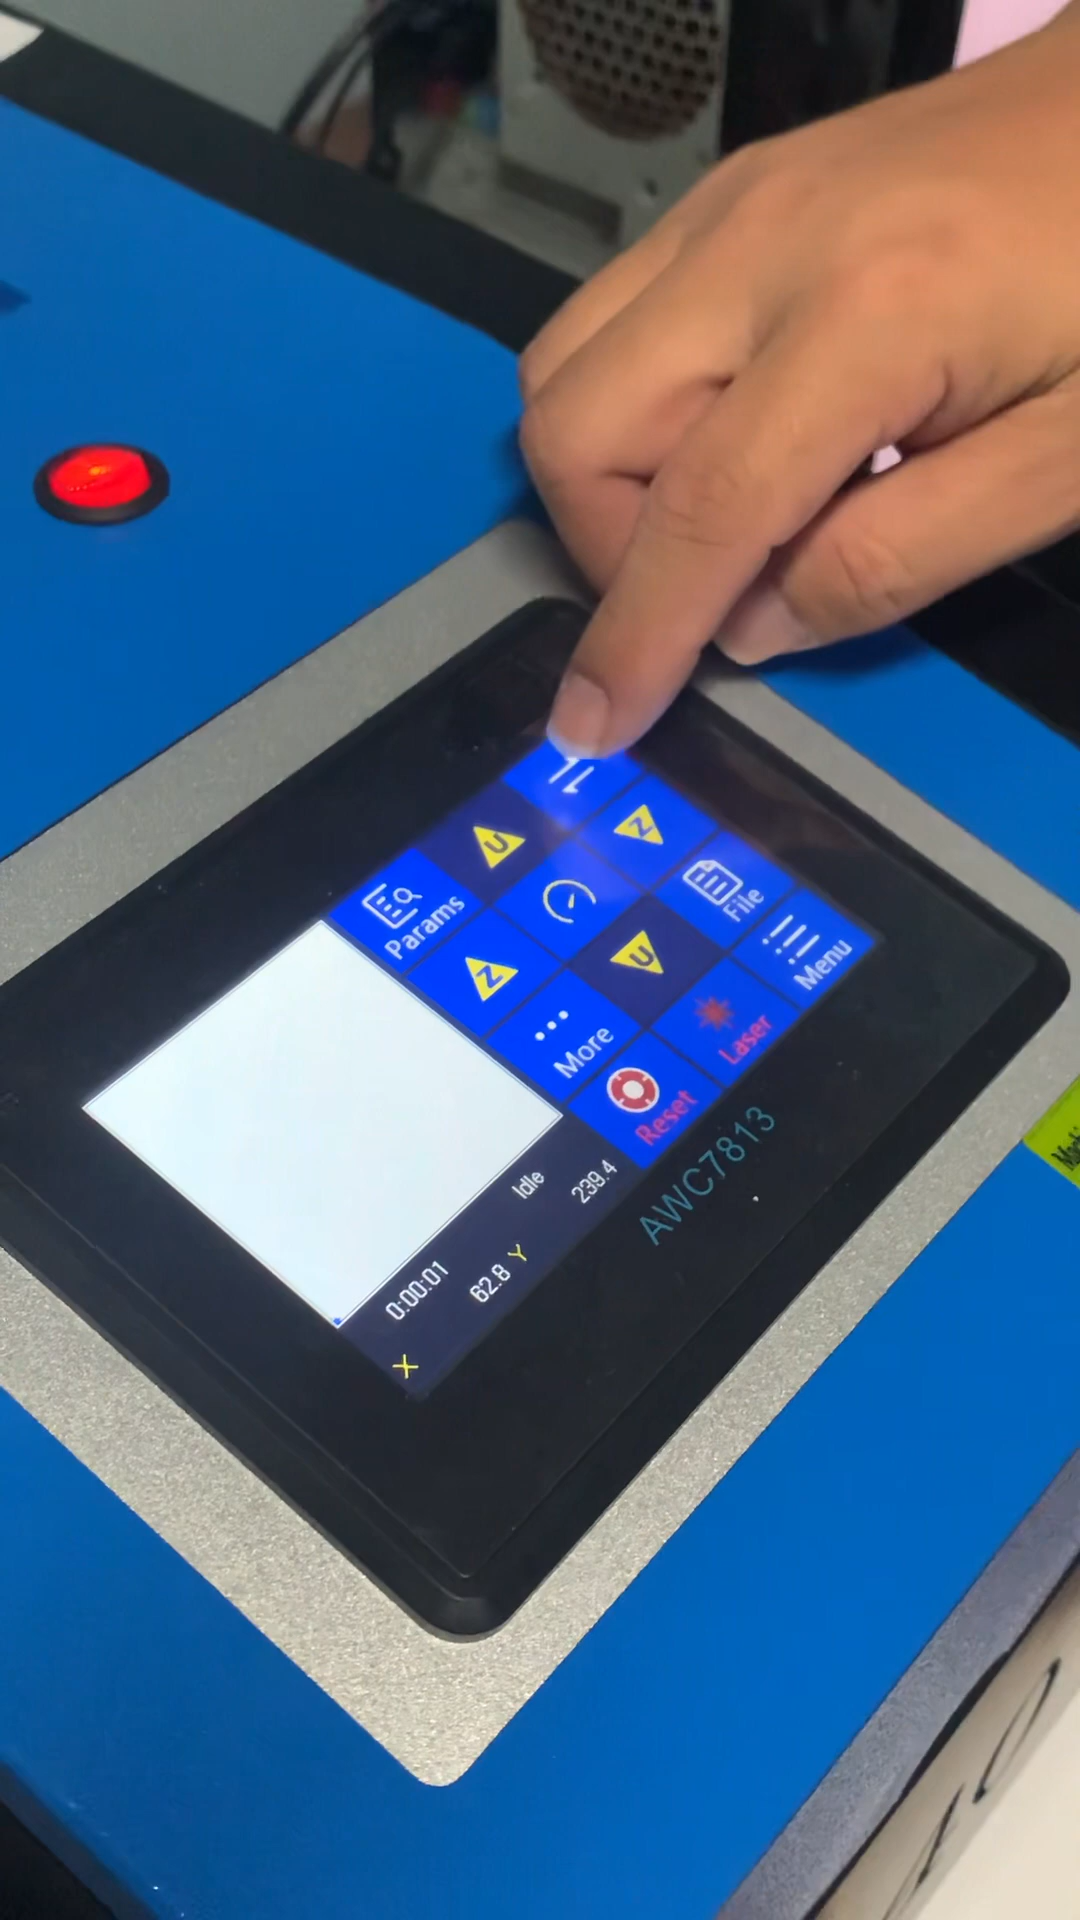 U
Z
Params
File
Z
U
Menu
More
Laser
Reset
Idle
0:00:01
X 62.8 Y 239.4
AWC7813